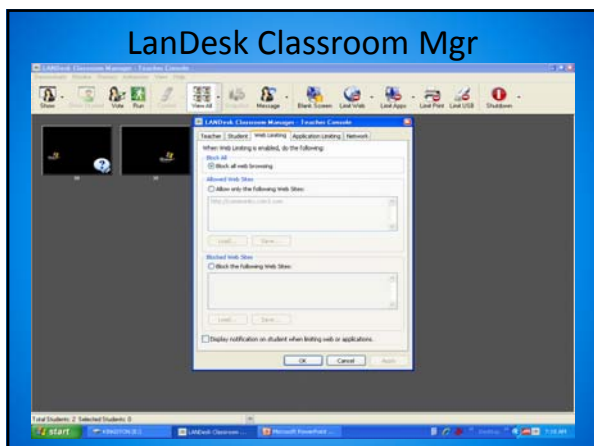 LanDesk Classroom Mgr
LANDesk Classroom Manager - Teacher Console
Show
Vote
Run
View All
Message
Blank Screen
Limit Web
Limit Apps
Limit Print
Limit USB
Shutdown
LANDesk Classroom Manager - Teacher Console
Teacher Student Web Limiting Application Limiting Network
When Web Limiting is enabled, do the following:
Block All
Block all web browsing
Allowed Web Sites
Allow only the following Web Sites:
Load... Save...
Blocked Web Sites
Block the following Web Sites:
Load... Save...
Display notification on student when limiting web or applications.
OK Cancel Apply
Total Students: 2 Selected Students: 0
start
LANDesk Classroom ...
Microsoft PowerPoint ...